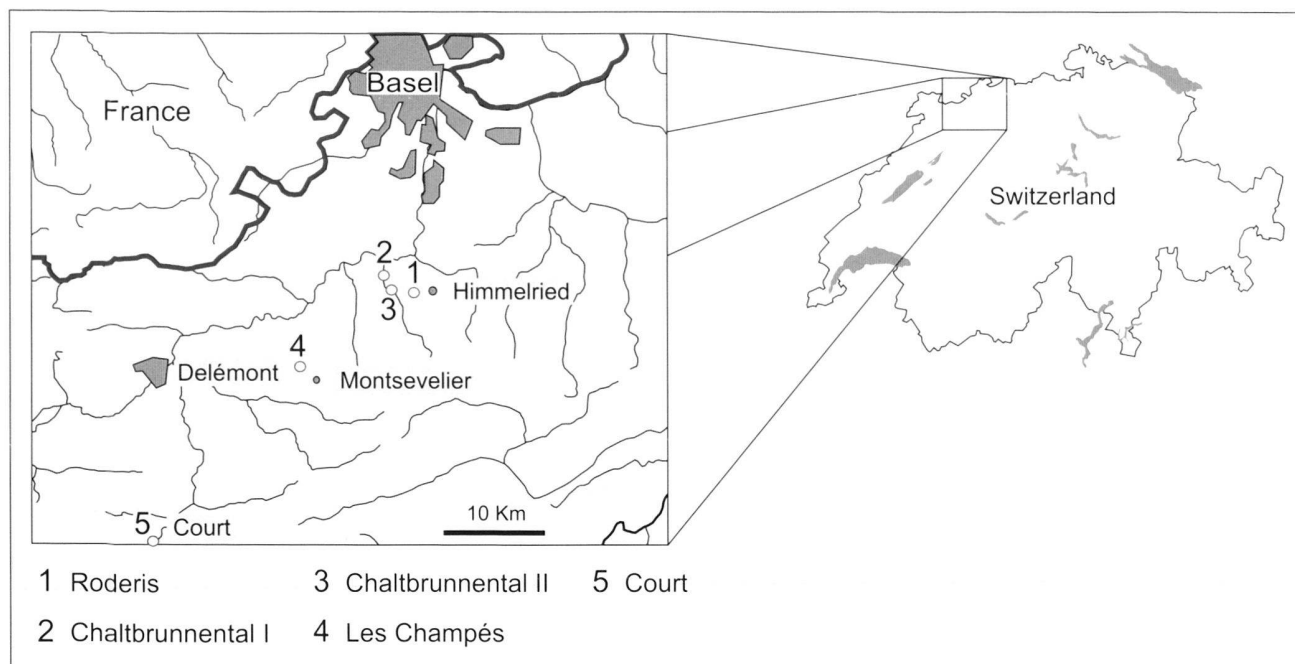 Basel
France
Switzerland
2
1
3
Himmelried
4
Delémont
Montsevelier
10 Km
5 Court
1 Roderis 3 Chaltbrunnental II 5 Court
2 Chaltbrunnental I 4 Les Champés